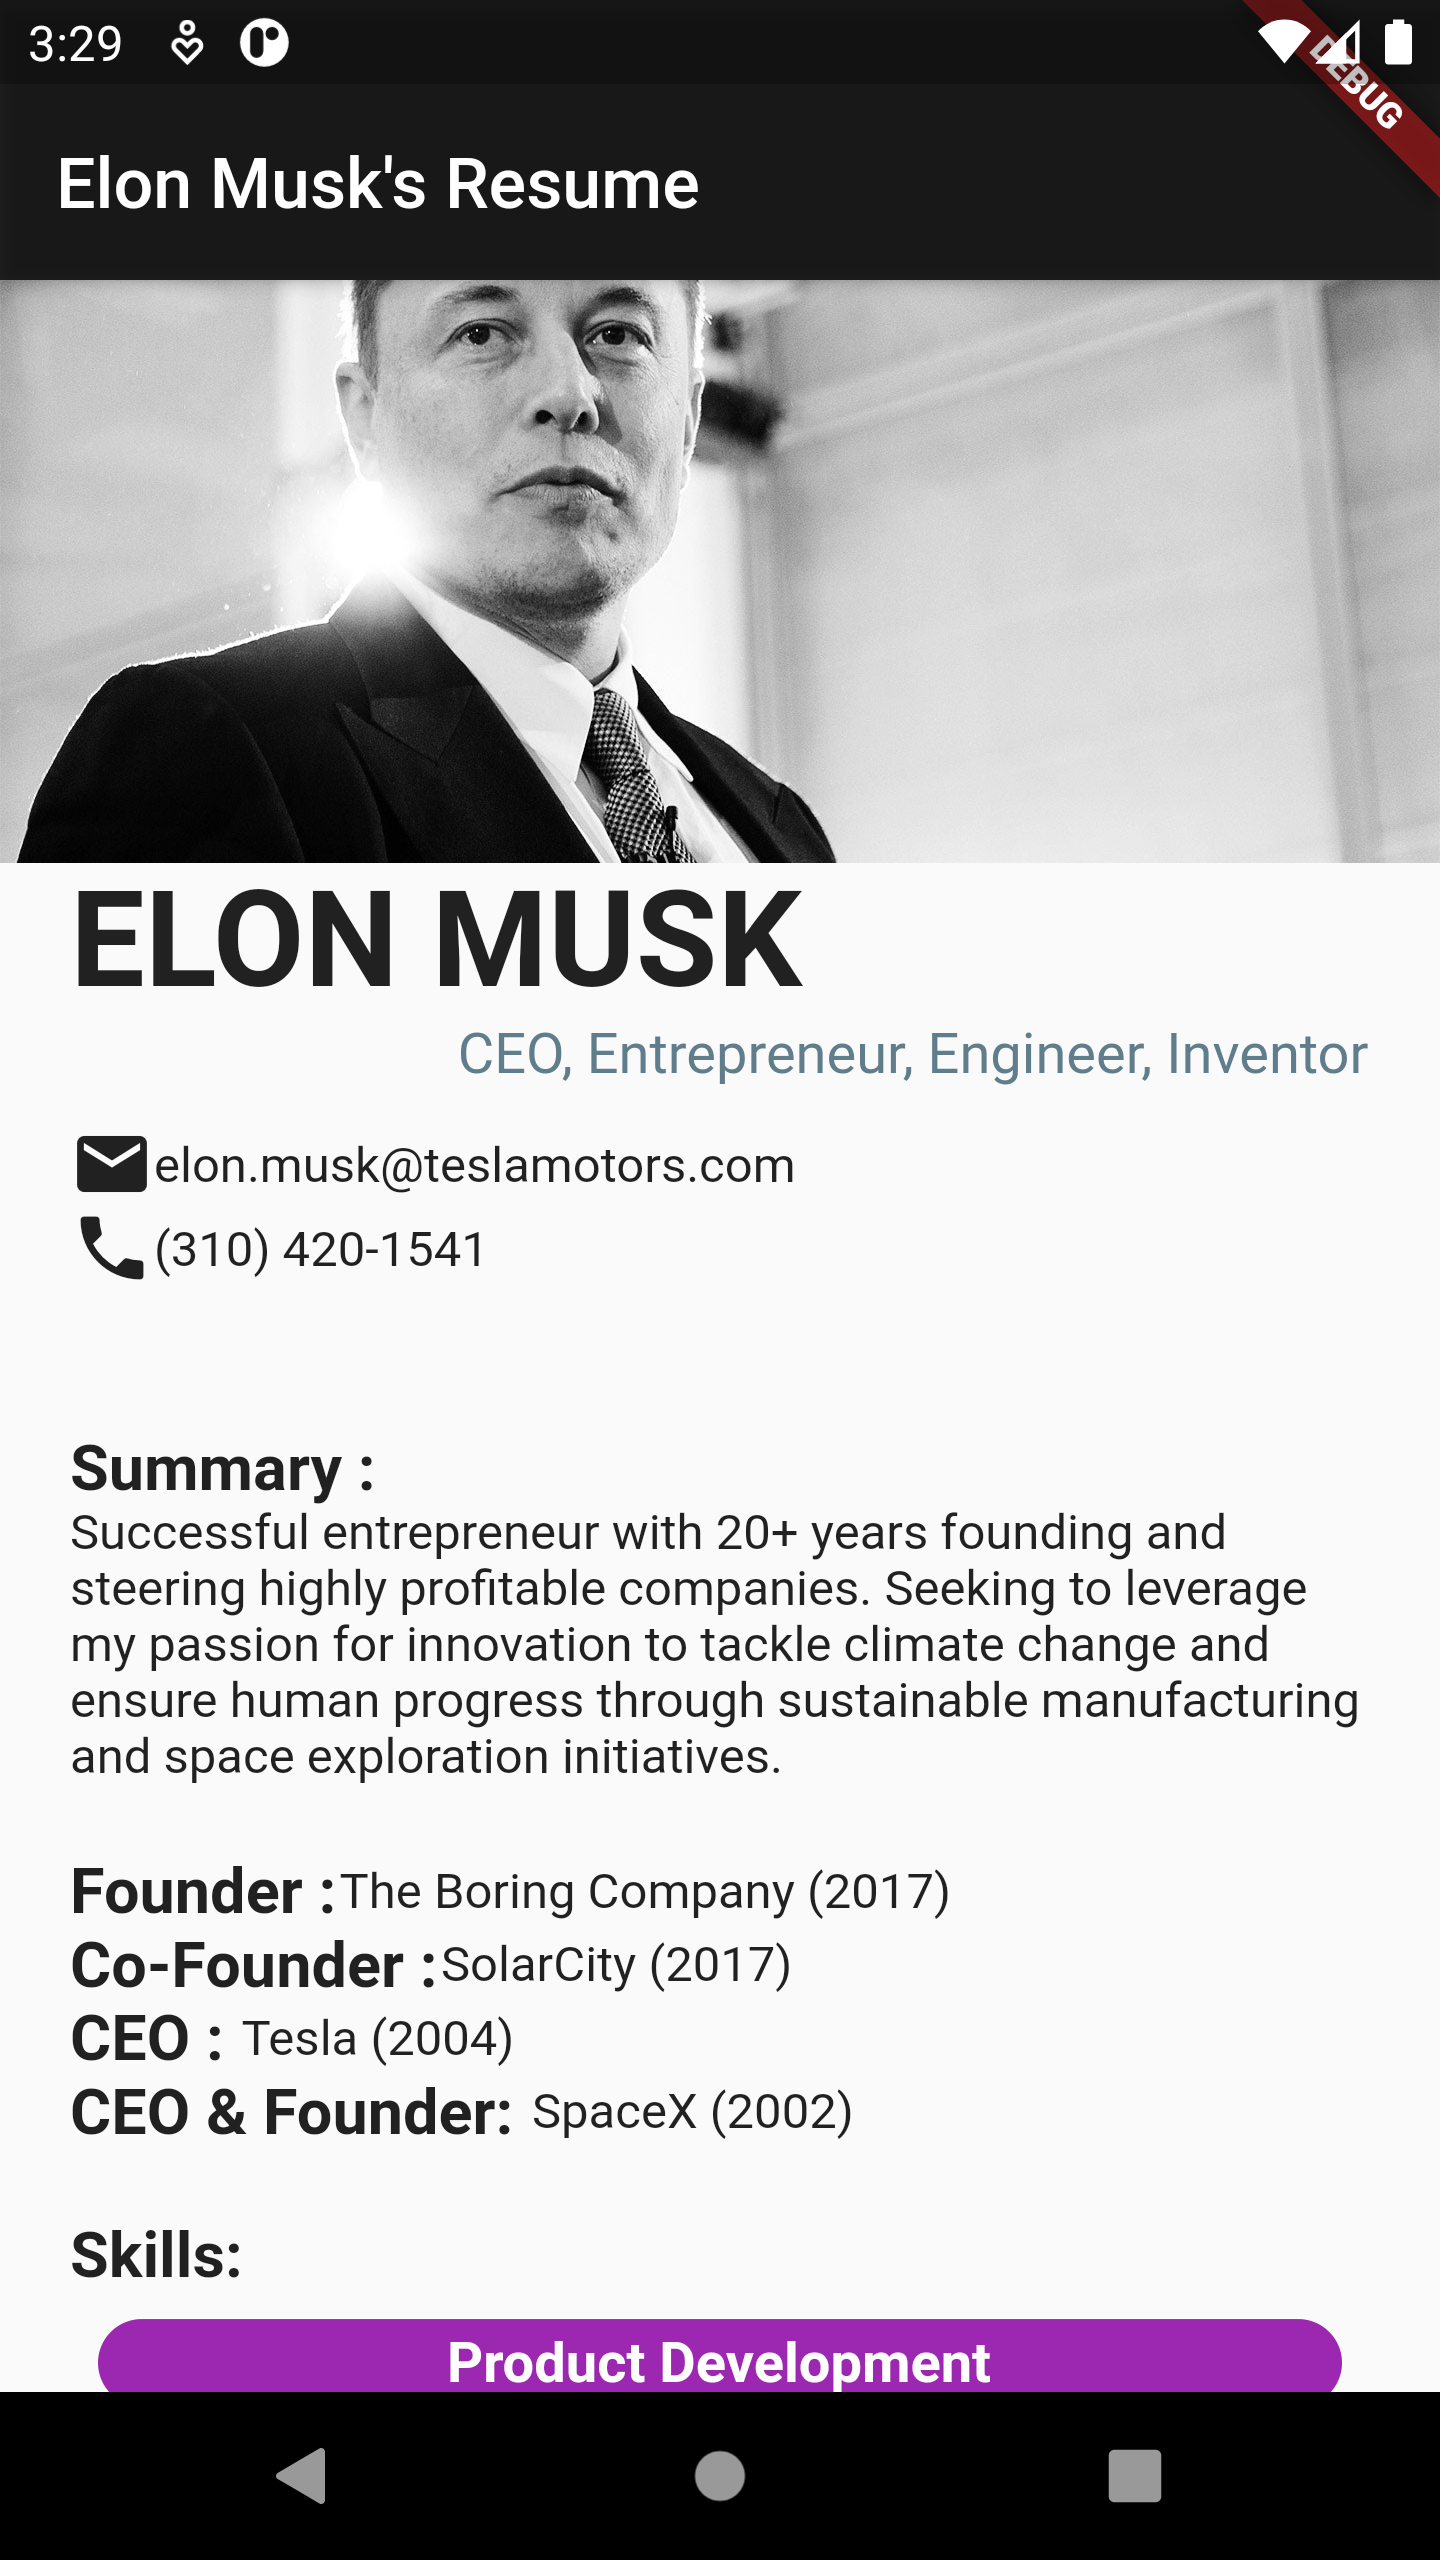 3:29
DEBUG
Elon Musk's Resume
ELON MUSK
CEO, Entrepreneur, Engineer, Inventor
elon.musk@teslamotors.com
(310) 420-1541
Summary :
Successful entrepreneur with 20+ years founding and
steering highly profitable companies. Seeking to leverage
my passion for innovation to tackle climate change and
ensure human progress through sustainable manufacturing
and space exploration initiatives.
Founder :The Boring Company (2017)
Co-Founder :SolarCity (2017)
CEO : Tesla (2004)
CEO & Founder: SpaceX (2002)
Skills:
Product Development